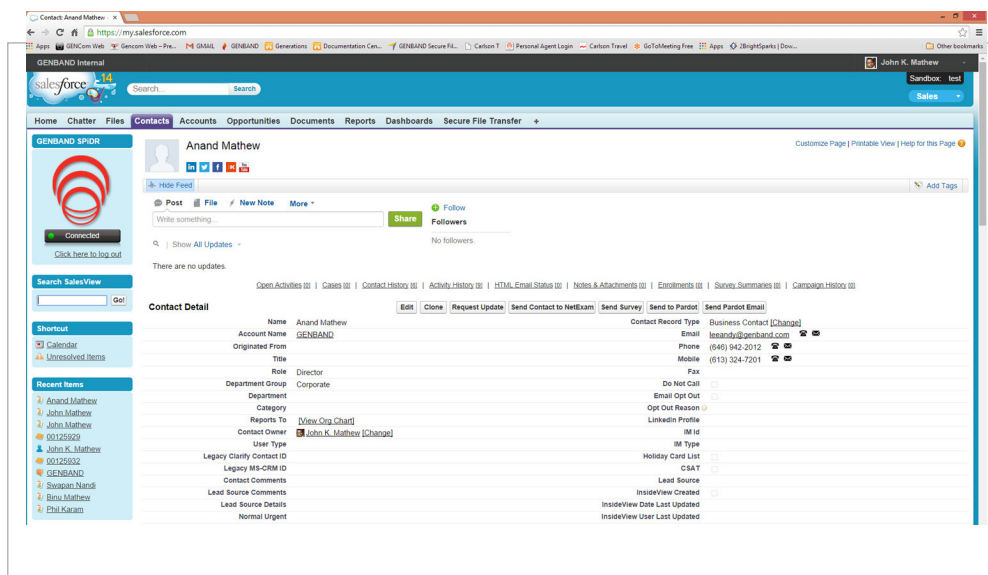 Contact: Anand Mathew - ×
https://my.salesforce.com
Apps GENCom Web Gencom Web – Pre... GMAIL GENBAND Generations Documentation Cen... GENBAND Secure Fil... Carlson T Personal Agent Login Carlson Travel GoToMeeting Free Apps 2BrightSparks | Dow... Other bookmarks
GENBAND Internal John K. Mathew
salesforce 14 Search... Search Sandbox: test
Sales
Home Chatter Files Contacts Accounts Opportunities Documents Reports Dashboards Secure File Transfer +
GENBAND SPiDR
Connected
Click here to log out
Search SalesView
Go!
Shortcut
Calendar
Unresolved Items
Recent Items
Anand Mathew
John Mathew
John Mathew
00125929
John K. Mathew
00125932
GENBAND
Swapan Nandi
Binu Mathew
Phil Karam
Anand Mathew
Customize Page | Printable View | Help for this Page
in f You Tube
Hide Feed Add Tags
Post File New Note More
Write something... Share
Follow
Followers
No followers.
Show All Updates
There are no updates.
Open Activities [0] | Cases [0] | Contact History [0] | Activity History [0] | HTML Email Status [0] | Notes & Attachments [0] | Enrollments [0] | Survey Summaries [0] | Campaign History [0]
Contact Detail Edit Clone Request Update Send Contact to NetExam Send Survey Send to Pardot Send Pardot Email
Name Anand Mathew Contact Record Type Business Contact [Change]
Account Name GENBAND Email leeandy@genband.com
Originated From Phone (646) 942-2012
Title Mobile (613) 324-7201
Role Director Fax
Department Group Corporate Do Not Call
Department Email Opt Out
Category Opt Out Reason
Reports To [View Org Chart] LinkedIn Profile
Contact Owner John K. Mathew [Change] IM Id
User Type IM Type
Legacy Clarify Contact ID Holiday Card List
Legacy MS-CRM ID CSAT
Contact Comments Lead Source
Lead Source Comments InsideView Created
Lead Source Details InsideView Date Last Updated
Normal Urgent InsideView User Last Updated